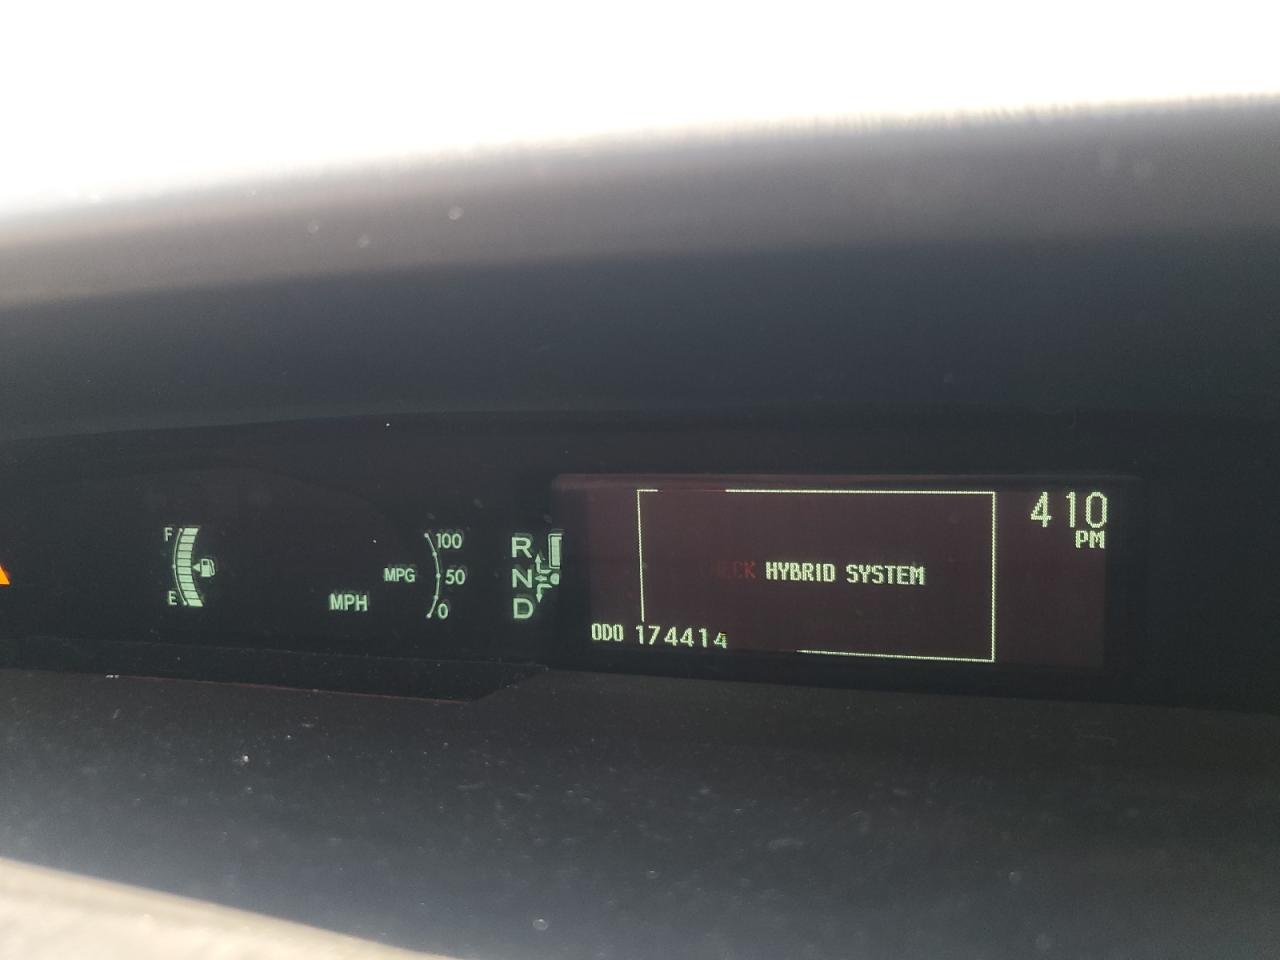 F
E
MPG
MPH
100
50
0
R
N
D
410
PM
HYBRID SYSTEM
ODO 174414